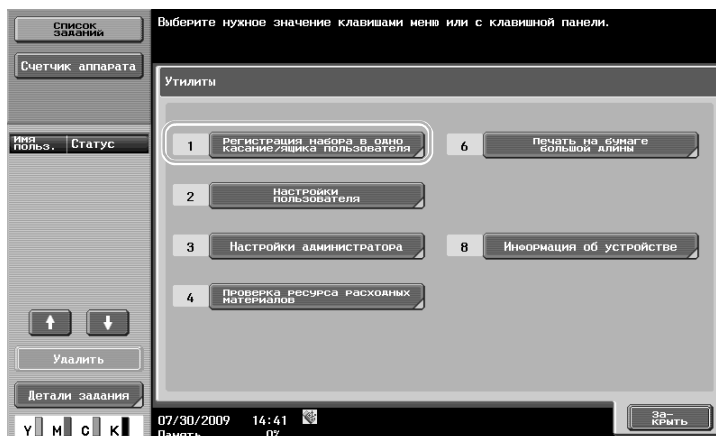 Список
заданий
Выберите нужное значение клавишами меню или с клавишной панели.
Счетчик аппарата
Утилиты
Имя
польз.
Статус
1
Регистрация набора в одно
касание/ящика пользователя
6
Печать на бумаге
большой длины
2
Настройки
пользователя
3
Настройки администратора
8
Информация об устройстве
4
Проверка ресурса расходных
материалов
Удалить
Детали задания
За-
крыть
07/30/2009 14:41
Память 0%
Y M C K